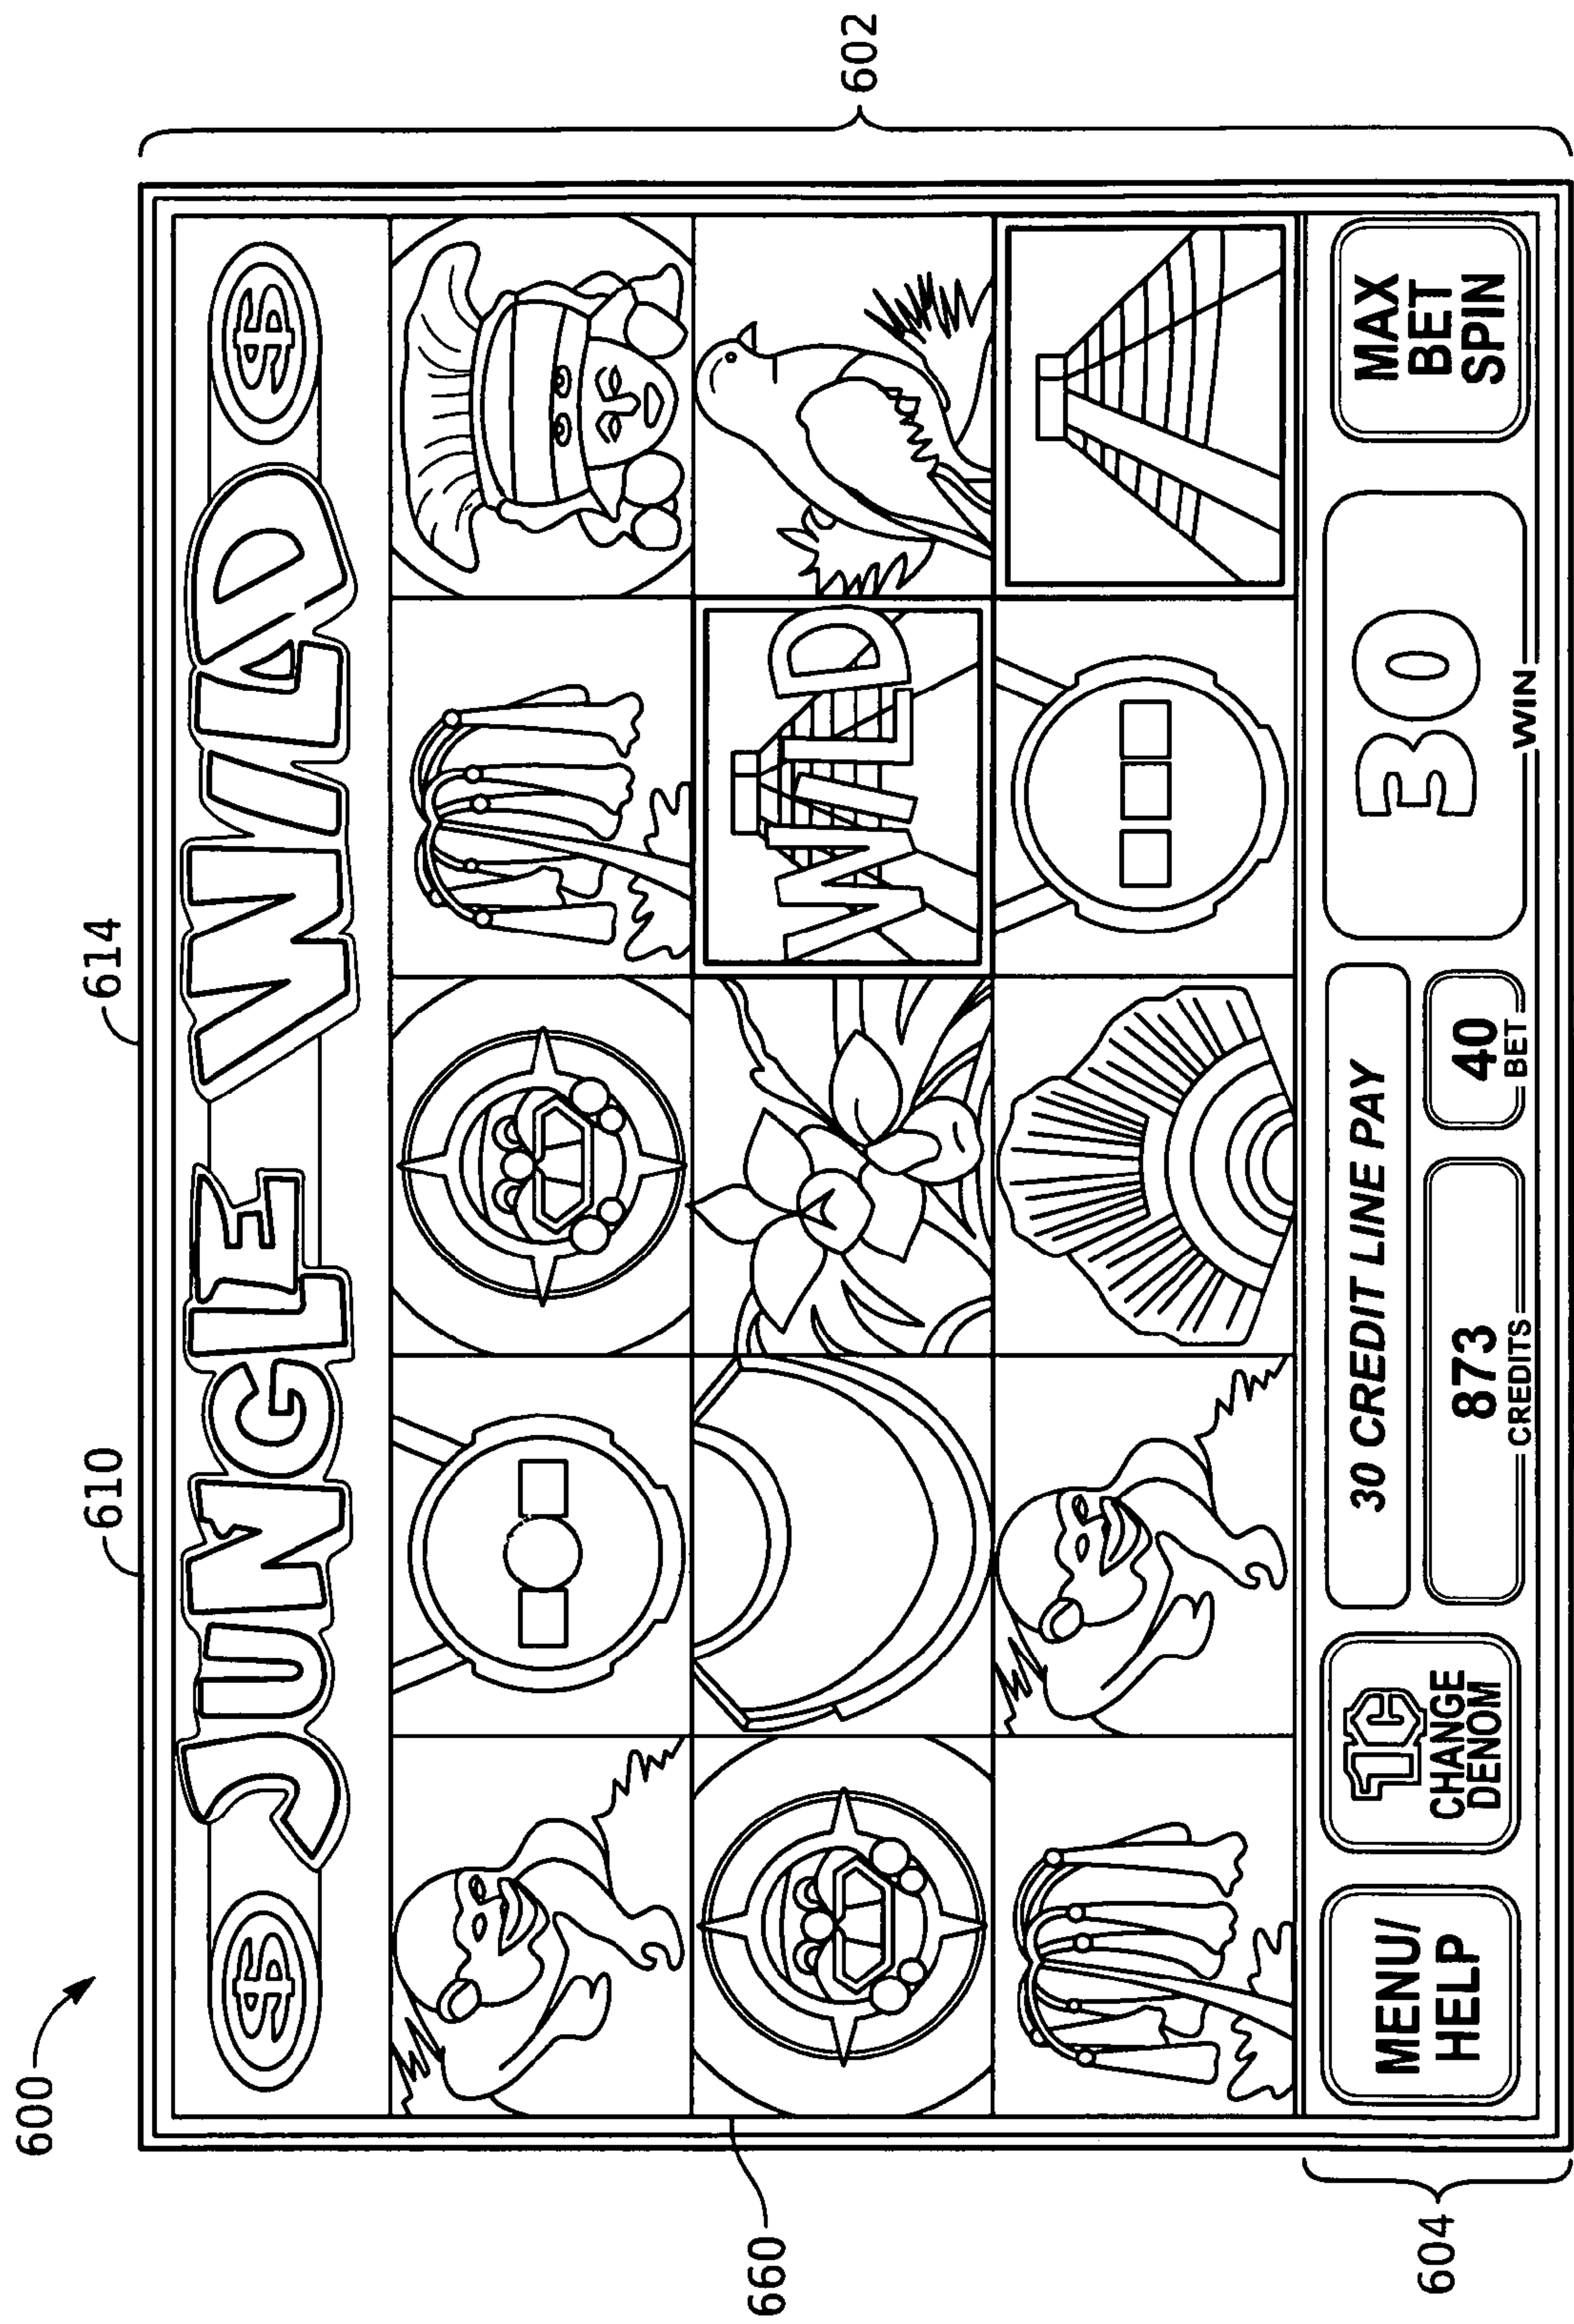 600
610
614
602
$ JUNGLE WILD $
WILD
660
604
MENU/
HELP
1¢
CHANGE
DENOM
30 CREDIT LINE PAY
873
CREDITS
40
BET
30
WIN
MAX
BET
SPIN